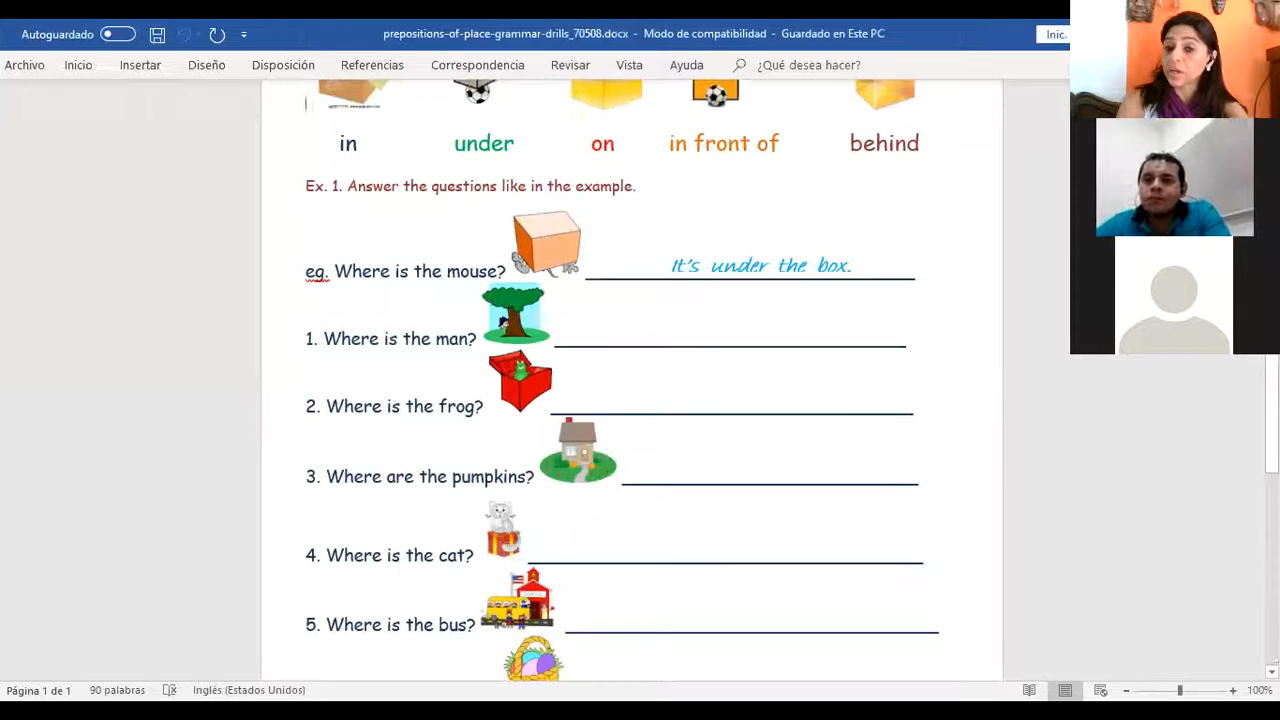 Autoguardado
prepositions-of-place-grammar-drills_70508.docx - Modo de compatibilidad - Guardado en Este PC
Inic.
Archivo Inicio Insertar Diseño Disposición Referencias Correspondencia Revisar Vista Ayuda ¿Qué desea hacer?
in under on in front of behind
Ex. 1. Answer the questions like in the example.
eg. Where is the mouse? It's under the box.
1. Where is the man?
2. Where is the frog?
3. Where are the pumpkins?
4. Where is the cat?
5. Where is the bus?
Página 1 de 1 90 palabras Inglés (Estados Unidos) 100%